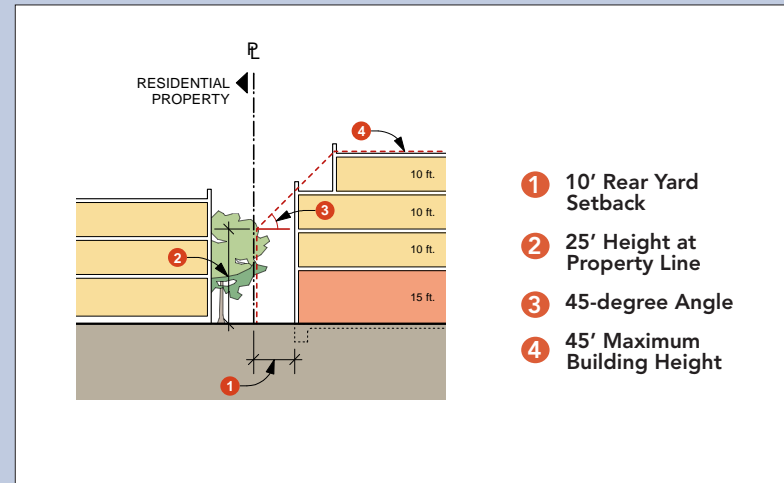 PL
RESIDENTIAL
PROPERTY
4
10 ft.
3
10 ft.
2
10 ft.
15 ft.
1
1 10’ Rear Yard
Setback
2 25’ Height at
Property Line
3 45-degree Angle
4 45’ Maximum
Building Height